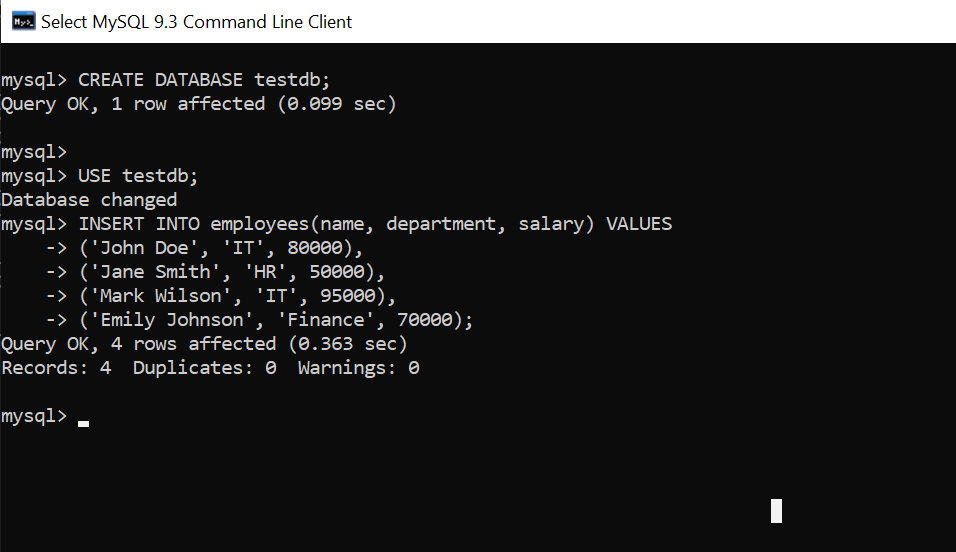 Select MySQL 9.3 Command Line Client
mysql> CREATE DATABASE testdb;
Query OK, 1 row affected (0.099 sec)
mysql>
mysql> USE testdb;
Database changed
mysql> INSERT INTO employees(name, department, salary) VALUES
    -> ('John Doe', 'IT', 80000),
    -> ('Jane Smith', 'HR', 50000),
    -> ('Mark Wilson', 'IT', 95000),
    -> ('Emily Johnson', 'Finance', 70000);
Query OK, 4 rows affected (0.363 sec)
Records: 4  Duplicates: 0  Warnings: 0
mysql>